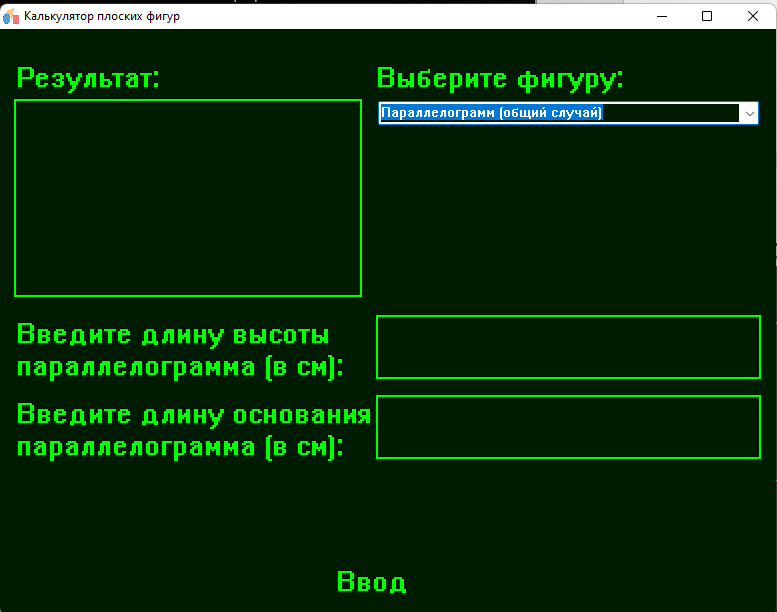 Калькулятор плоских фигур
Результат:
Выберите фигуру:
Параллелограмм (общий случай)
Введите длину высоты
параллелограмма (в см):
Введите длину основания
параллелограмма (в см):
Ввод